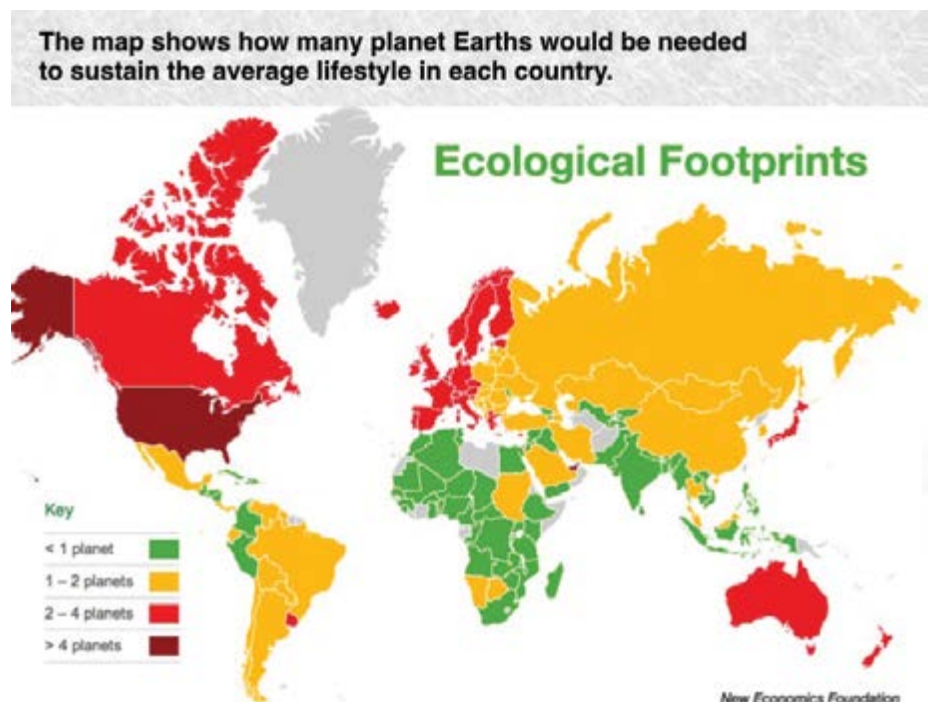 The map shows how many planet Earths would be needed
to sustain the average lifestyle in each country.
Ecological Footprints
Key
< 1 planet
1 – 2 planets
2 – 4 planets
> 4 planets
New Economics Foundation